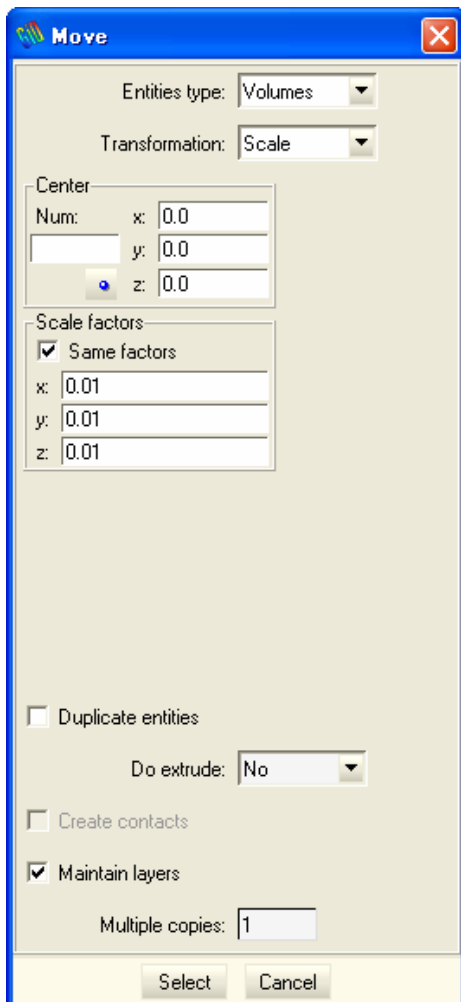 Move
Entities type: Volumes
Transformation: Scale
Center
Num: x: 0.0
y: 0.0
z: 0.0
Scale factors
Same factors
x: 0.01
y: 0.01
z: 0.01
Duplicate entities
Do extrude: No
Create contacts
Maintain layers
Multiple copies: 1
Select Cancel